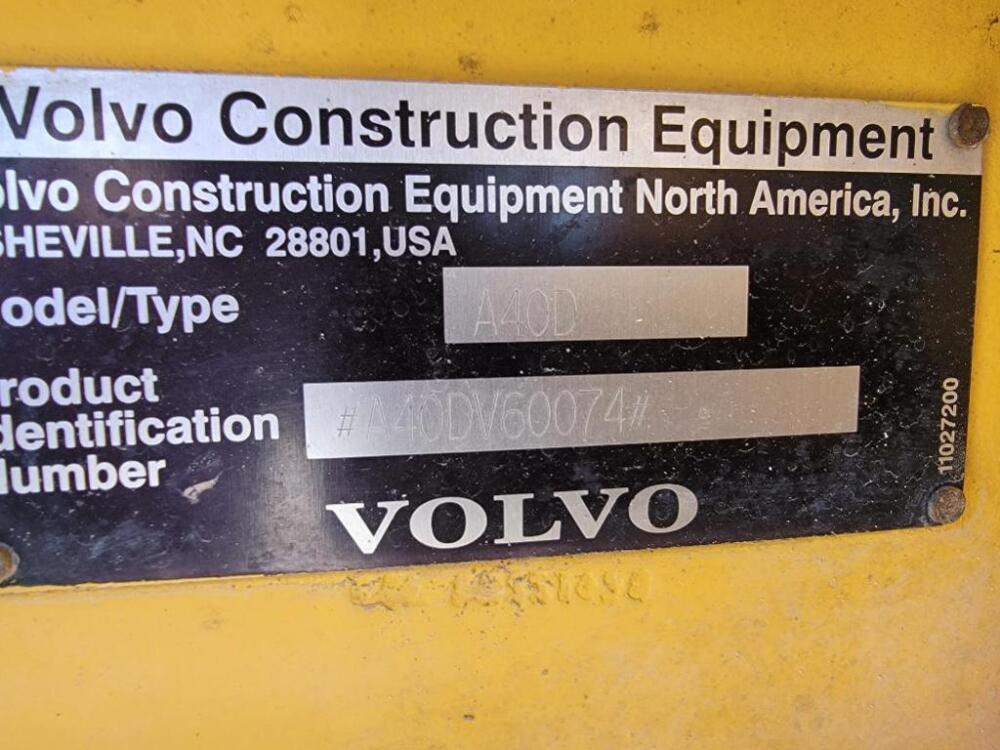 Volvo Construction Equipment
olvo Construction Equipment North America, Inc.
SHEVILLE,NC 28801,USA
odel/Type
A40D
roduct
dentification
umber
#A40DV60074#
11027200
VOLVO